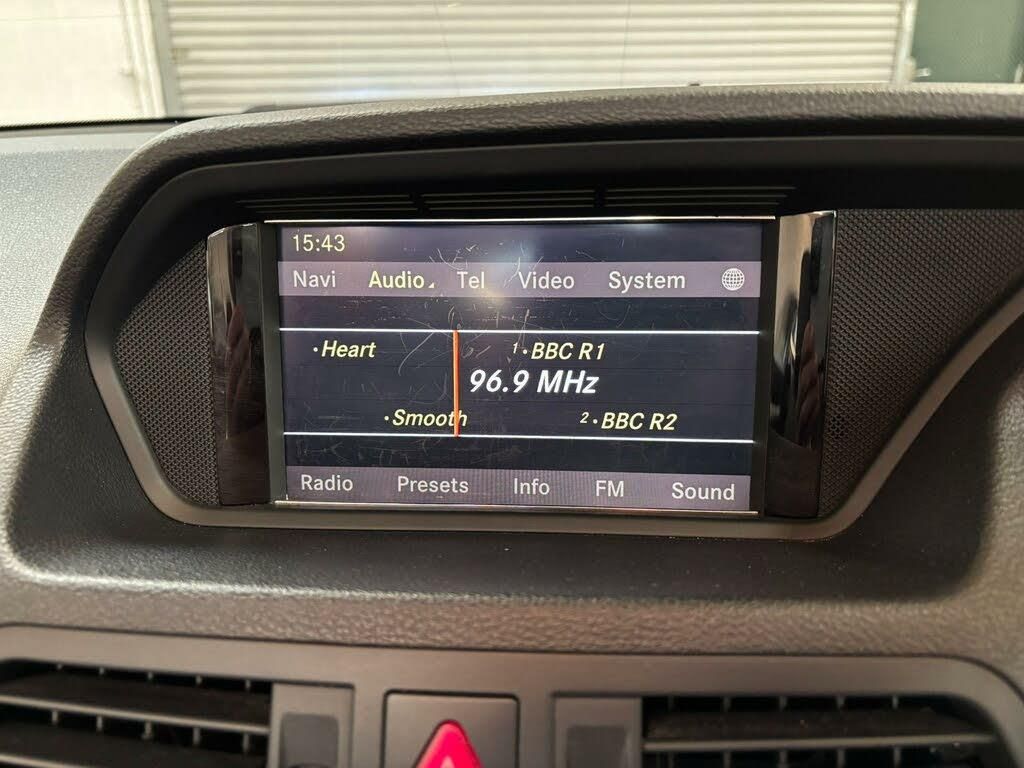 15:43
Navi Audio Tel Video System
·Heart 1·BBC R1
96.9 MHz
·Smooth 2·BBC R2
Radio Presets Info FM Sound